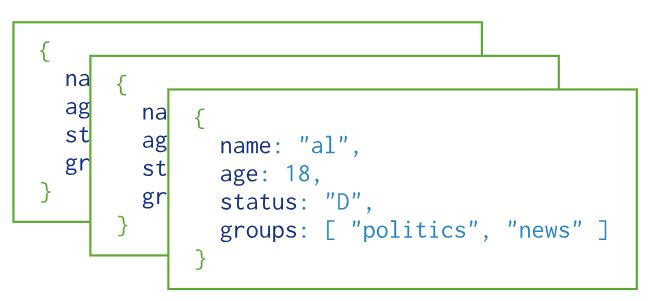 {
na
ag
st
gr
}
{
na
ag
st
gr
}
{
name: "al",
age: 18,
status: "D",
groups: [ "politics", "news" ]
}